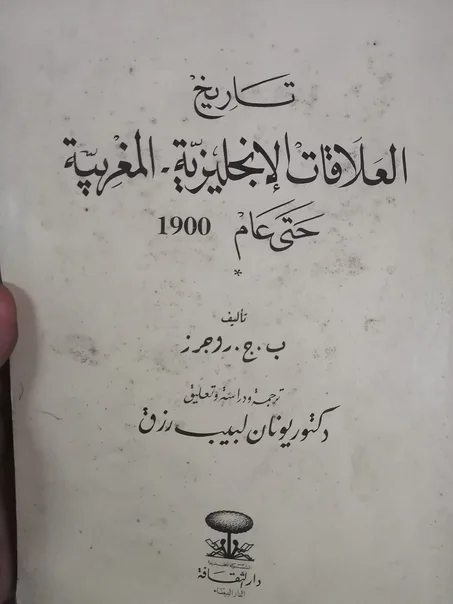 تاريخ
العلاقات الإنجليزية - المغربية
حتى عام 1900
*
تأليف
ب . ج . روجرز
ترجمة ودراسة وتعليق
دكتور يونان لبيب رزق
دار الثقافة
الدار البيضاء